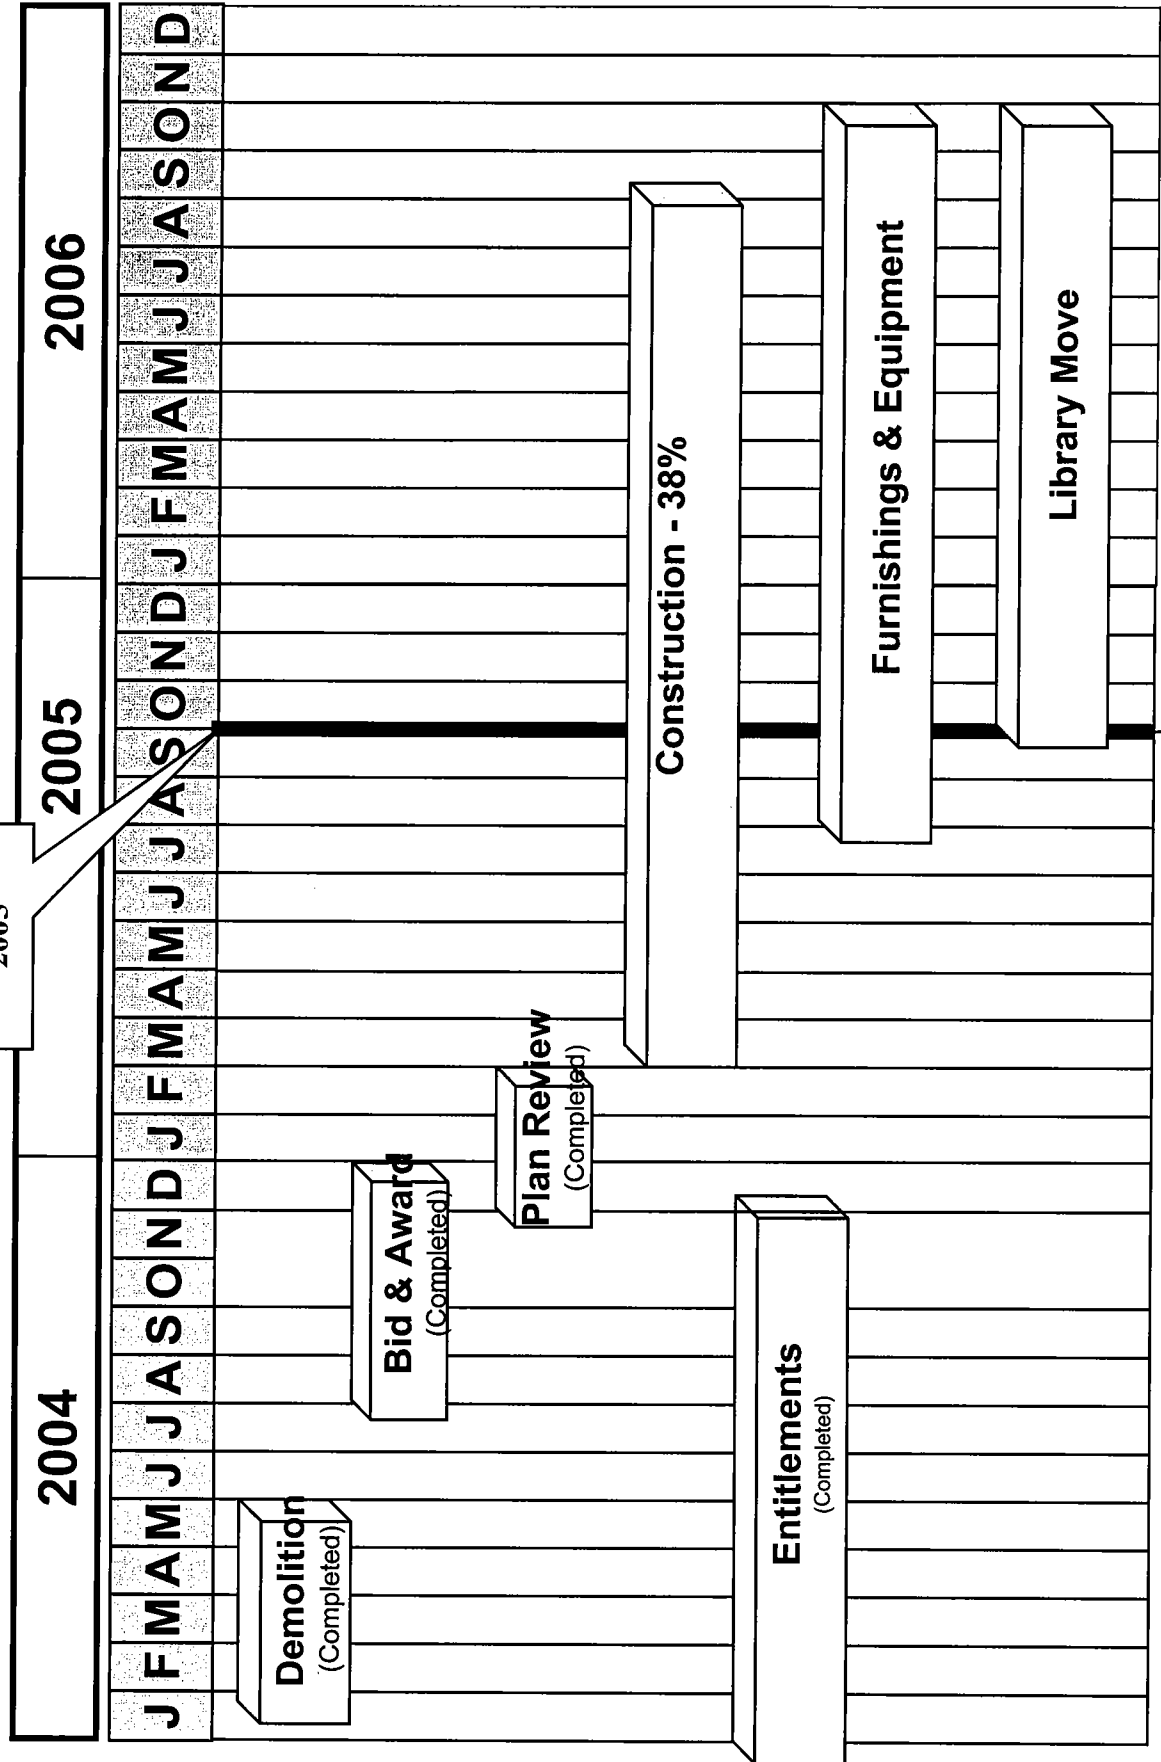 2005
2004 2005 2006
J F M A M J J A S O N D J F M A M J J A S O N D J F M A M J J A S O N D
Demolition
(Completed)
Bid & Award
(Completed)
Plan Review
(Completed)
Construction - 38%
Entitlements
(Completed)
Furnishings & Equipment
Library Move